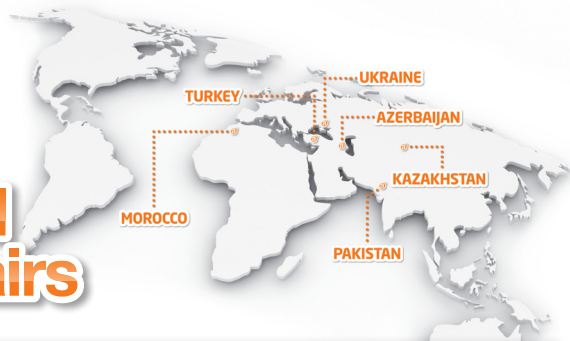 UKRAINE
TURKEY
AZERBAIJAN
KAZAKHSTAN
MOROCCO
PAKISTAN
airs